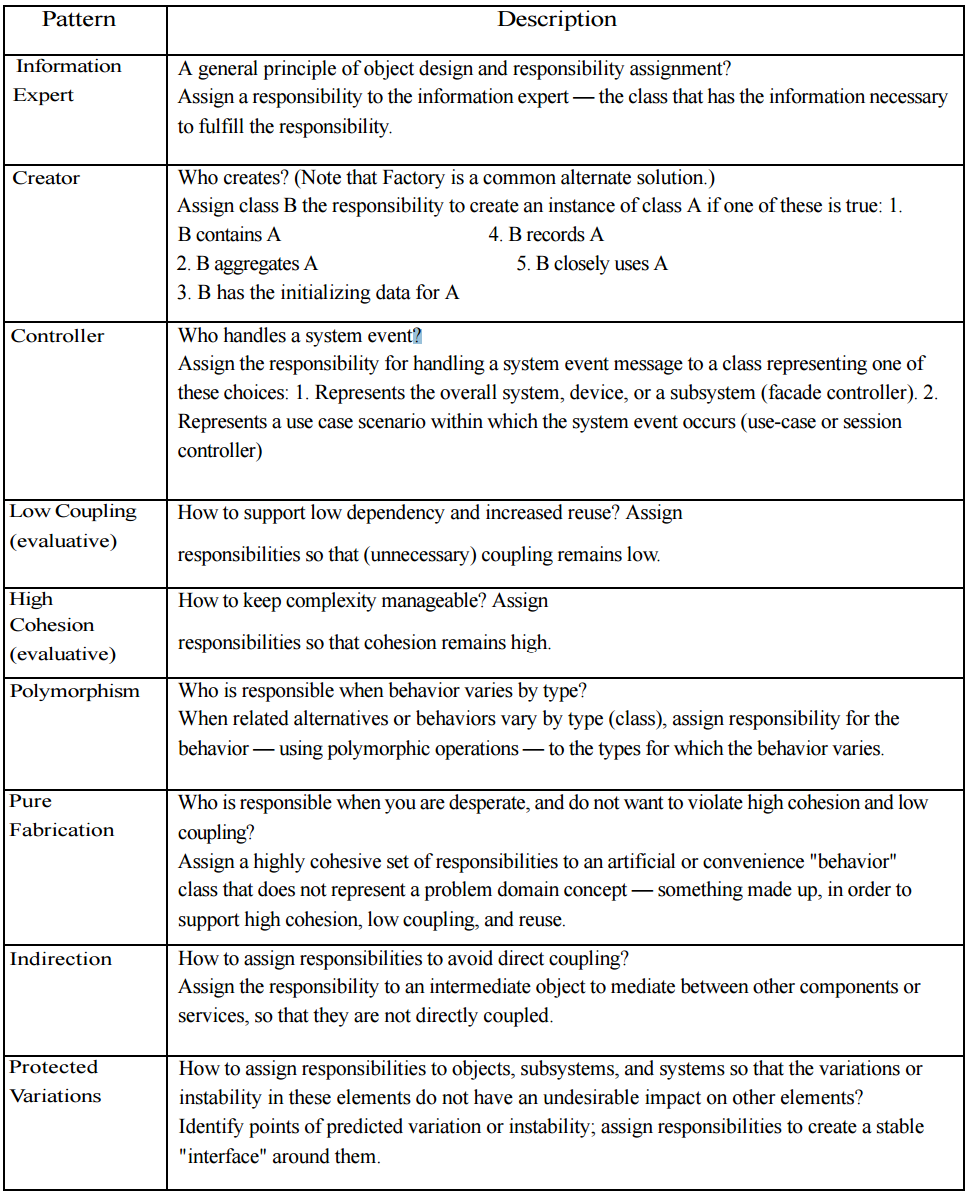 Pattern
Description
Information
Expert
A general principle of object design and responsibility assignment?
Assign a responsibility to the information expert — the class that has the information necessary
to fulfill the responsibility.
Creator
Who creates? (Note that Factory is a common alternate solution.)
Assign class B the responsibility to create an instance of class A if one of these is true: 1.
B contains A 4. B records A
2. B aggregates A 5. B closely uses A
3. B has the initializing data for A
Controller
Who handles a system event?
Assign the responsibility for handling a system event message to a class representing one of
these choices: 1. Represents the overall system, device, or a subsystem (facade controller). 2.
Represents a use case scenario within which the system event occurs (use-case or session
controller)
Low Coupling
(evaluative)
How to support low dependency and increased reuse? Assign
responsibilities so that (unnecessary) coupling remains low.
High
Cohesion
(evaluative)
How to keep complexity manageable? Assign
responsibilities so that cohesion remains high.
Polymorphism
Who is responsible when behavior varies by type?
When related alternatives or behaviors vary by type (class), assign responsibility for the
behavior — using polymorphic operations — to the types for which the behavior varies.
Pure
Fabrication
Who is responsible when you are desperate, and do not want to violate high cohesion and low
coupling?
Assign a highly cohesive set of responsibilities to an artificial or convenience "behavior"
class that does not represent a problem domain concept — something made up, in order to
support high cohesion, low coupling, and reuse.
Indirection
How to assign responsibilities to avoid direct coupling?
Assign the responsibility to an intermediate object to mediate between other components or
services, so that they are not directly coupled.
Protected
Variations
How to assign responsibilities to objects, subsystems, and systems so that the variations or
instability in these elements do not have an undesirable impact on other elements?
Identify points of predicted variation or instability; assign responsibilities to create a stable
"interface" around them.